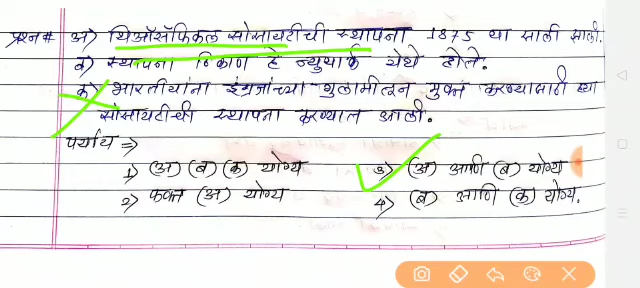 प्रश्न# अ) थिऑसॉफिकल सोसायटीची स्थापना 1875 या साली झाली.
ब) स्थापना ठिकाण हे न्युयार्क येथे होते.
क) भारतीयांना इंग्रजांच्या गुलामीतून मुक्त करण्यासाठी ह्या
सोसायटीची स्थापना करण्यात आली.
पर्याय ⇒
1) (अ) (ब) (क) योग्य 3) (अ) आणि (ब) योग्य
2) फक्त (अ) योग्य 4) (ब) आणि (क) योग्य.